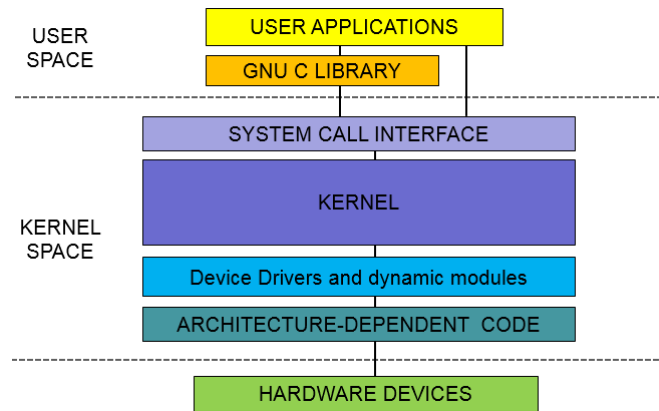 USER
SPACE
USER APPLICATIONS
GNU C LIBRARY
SYSTEM CALL INTERFACE
KERNEL
SPACE
KERNEL
Device Drivers and dynamic modules
ARCHITECTURE-DEPENDENT CODE
HARDWARE DEVICES